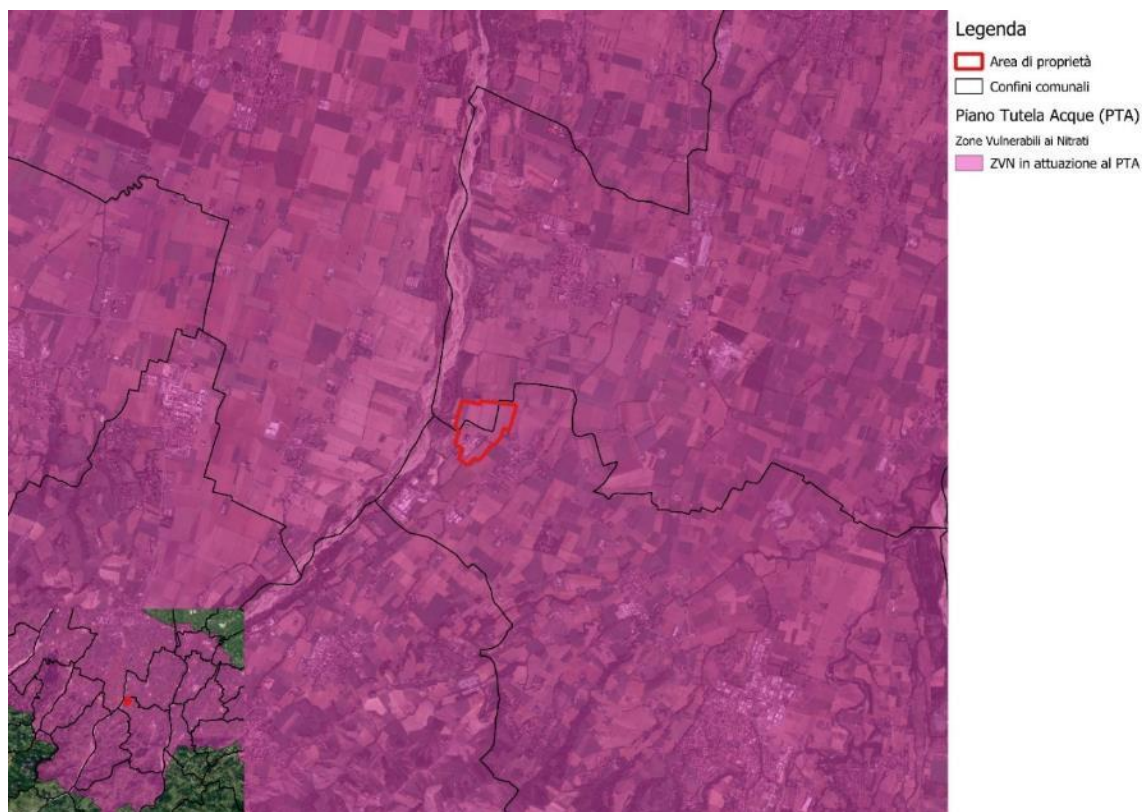 Legenda
Area di proprietà
Confini comunali
Piano Tutela Acque (PTA)
Zone Vulnerabili ai Nitrati
ZVN in attuazione al PTA